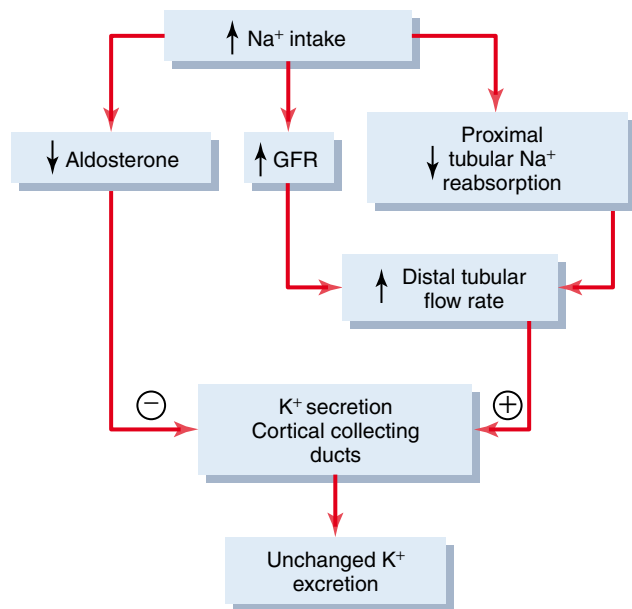 ↑ Na⁺ intake
↓ Aldosterone
↑ GFR
Proximal
↓ tubular Na⁺
reabsorption
↑ Distal tubular
flow rate
−
+
K⁺ secretion
Cortical collecting
ducts
Unchanged K⁺
excretion